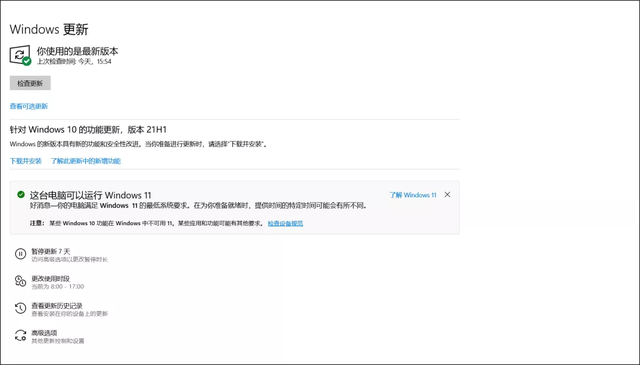 Windows 更新
你使用的是最新版本
上次检查时间: 今天，15:54
检查更新
查看可选更新
针对 Windows 10 的功能更新，版本 21H1
Windows 的新版本具有新的功能和安全性改进。当你准备进行更新时，请选择"下载并安装"。
下载并安装 了解此更新中的新增功能
这台电脑可以运行 Windows 11
了解 Windows 11
好消息—你的电脑满足 Windows 11 的最低系统要求。在为你准备就绪时，提供时间的特定时间可能会有所不同。
注意： 某些 Windows 10 功能在 Windows 中不可用 11。某些应用和功能可能有其他要求。 检查设备规范
暂停更新 7 天
访问高级选项以更改暂停时长
更改使用时段
当前为 8:00 - 17:00
查看更新历史记录
查看安装在你的设备上的更新
高级选项
其他更新控制和设置